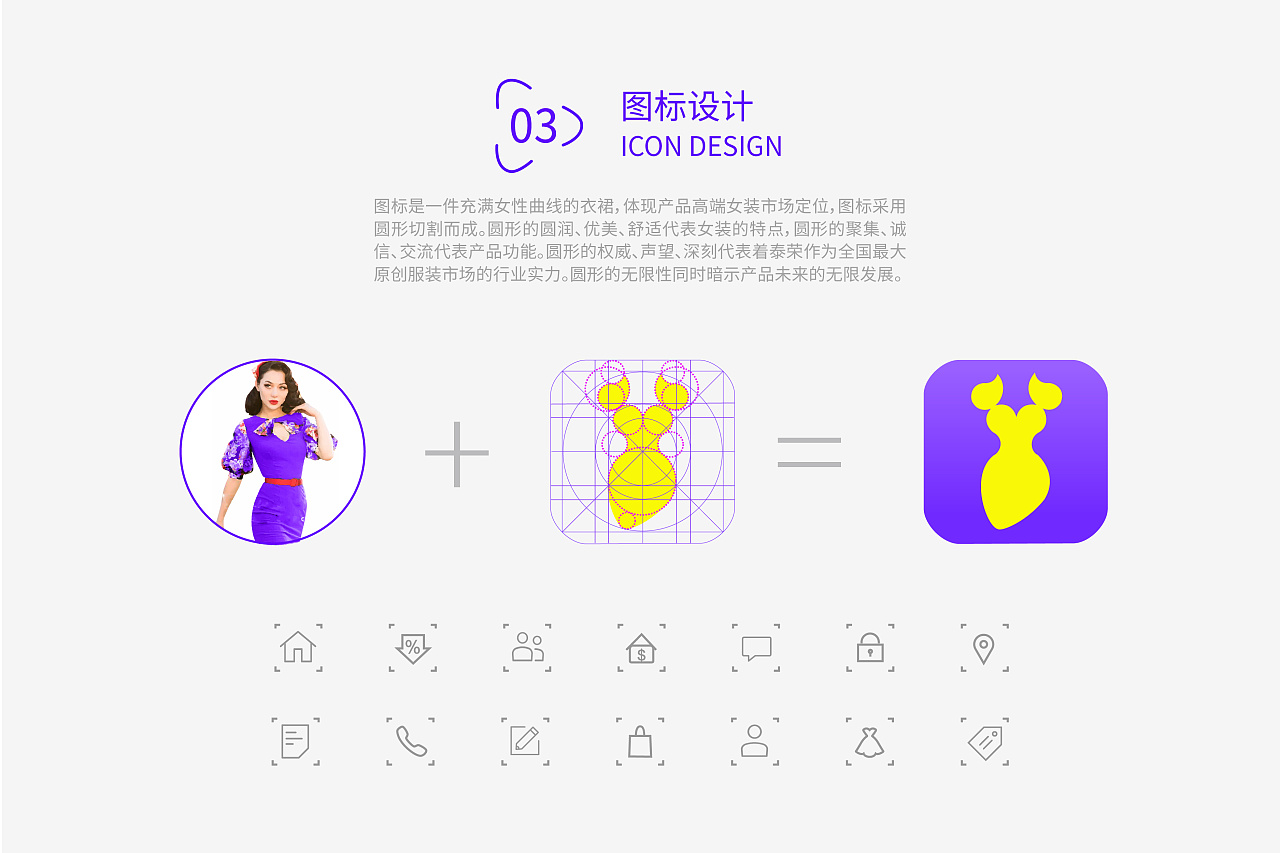 03
图标设计
ICON DESIGN
图标是一件充满女性曲线的衣裙，体现产品高端女装市场定位，图标采用
圆形切割而成。圆形的圆润、优美、舒适代表女装的特点，圆形的聚集、诚
信、交流代表产品功能。圆形的权威、声望、深刻代表着泰荣作为全国最大
原创服装市场的行业实力。圆形的无限性同时暗示产品未来的无限发展。
%
$